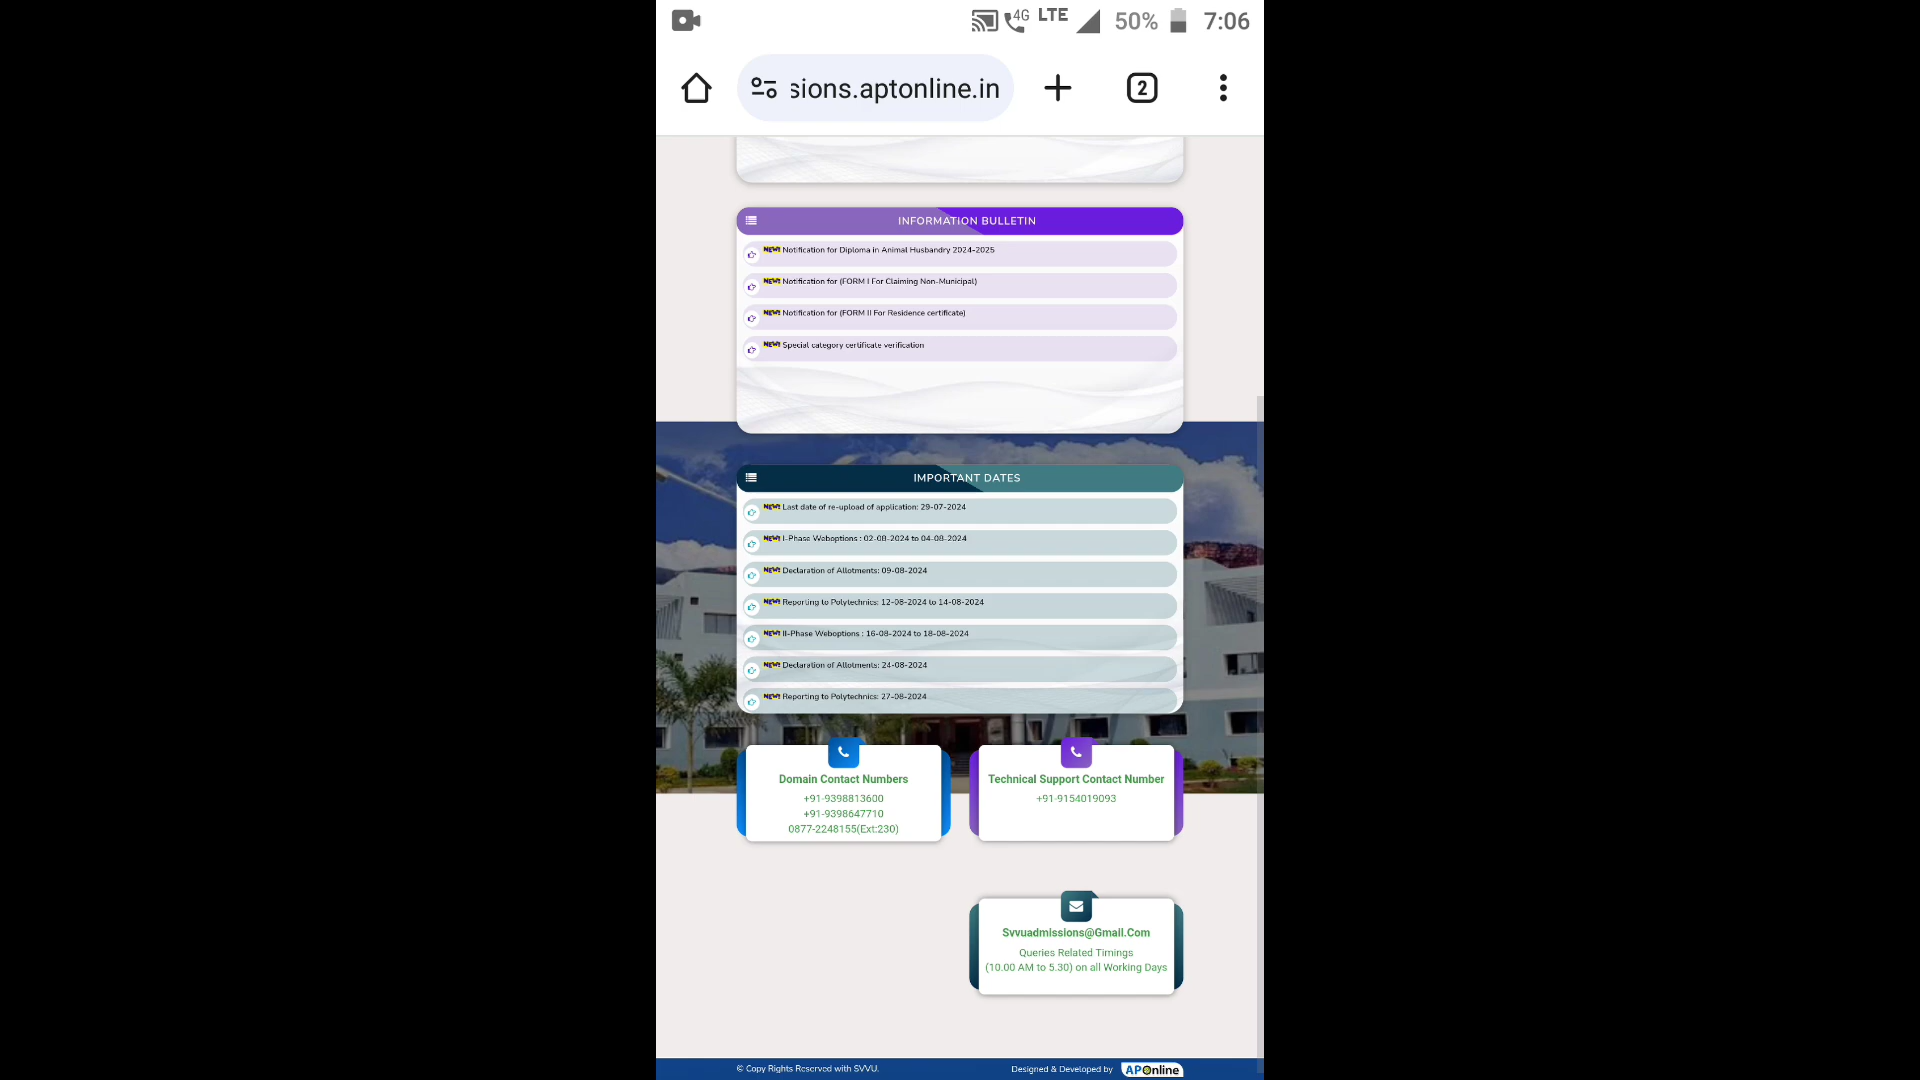 4G LTE 50% 7:06
sions.aptonline.in 2
INFORMATION BULLETIN
NEW! Notification for Diploma in Animal Husbandry 2024-2025
NEW! Notification for (FORM I For Claiming Non-Municipal)
NEW! Notification for (FORM II For Residence certificate)
NEW! Special category certificate verification
IMPORTANT DATES
NEW! Last date of re-upload of application: 29-07-2024
NEW! I-Phase Weboptions : 02-08-2024 to 04-08-2024
NEW! Declaration of Allotments: 09-08-2024
NEW! Reporting to Polytechnics: 12-08-2024 to 14-08-2024
NEW! II-Phase Weboptions : 16-08-2024 to 18-08-2024
NEW! Declaration of Allotments: 24-08-2024
NEW! Reporting to Polytechnics: 27-08-2024
Domain Contact Numbers
+91-9398813600
+91-9398647710
0877-2248155(Ext:230)
Technical Support Contact Number
+91-9154019093
Svvuadmissions@Gmail.Com
Queries Related Timings
(10.00 AM to 5.30) on all Working Days
© Copy Rights Reserved with SVVU.
Designed & Developed by APOnline